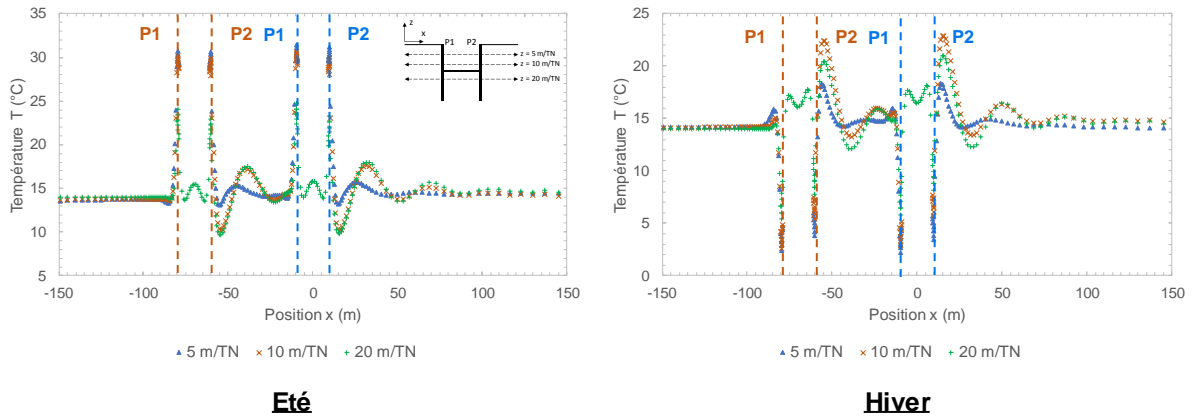 35
30
25
20
15
10
5
Température T (°C)
P1
P2
P1
P2
z
x
P1
P2
z = 5 m/TN
z = 10 m/TN
z = 20 m/TN
-150
-100
-50
0
50
100
150
Position x (m)
5 m/TN
10 m/TN
20 m/TN
Eté
25
20
15
10
5
0
Température T (°C)
P1
P2
P1
P2
-150
-100
-50
0
50
100
150
Position x (m)
5 m/TN
10 m/TN
20 m/TN
Hiver